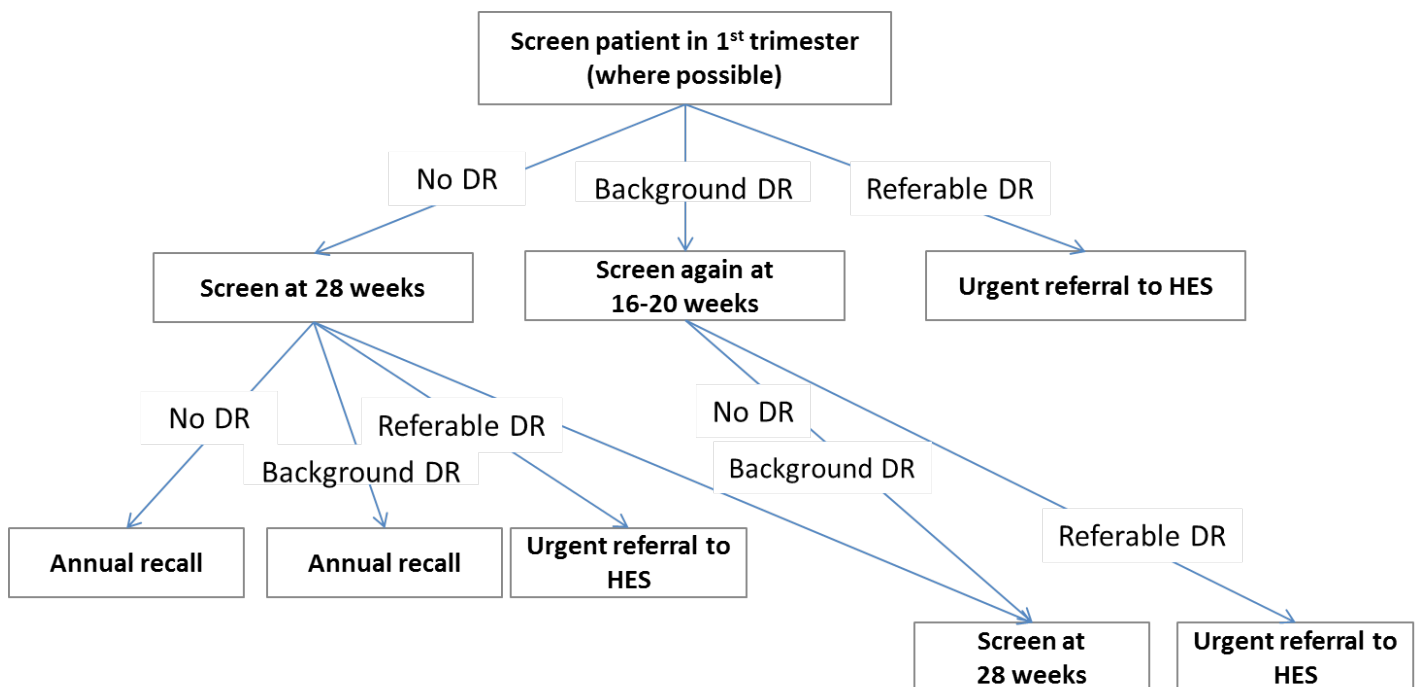 Screen patient in 1st trimester
(where possible)
No DR
Background DR
Referable DR
Screen at 28 weeks
Screen again at
16-20 weeks
Urgent referral to HES
No DR
Background DR
Referable DR
No DR
Background DR
Referable DR
Annual recall
Annual recall
Urgent referral to
HES
Screen at
28 weeks
Urgent referral to
HES